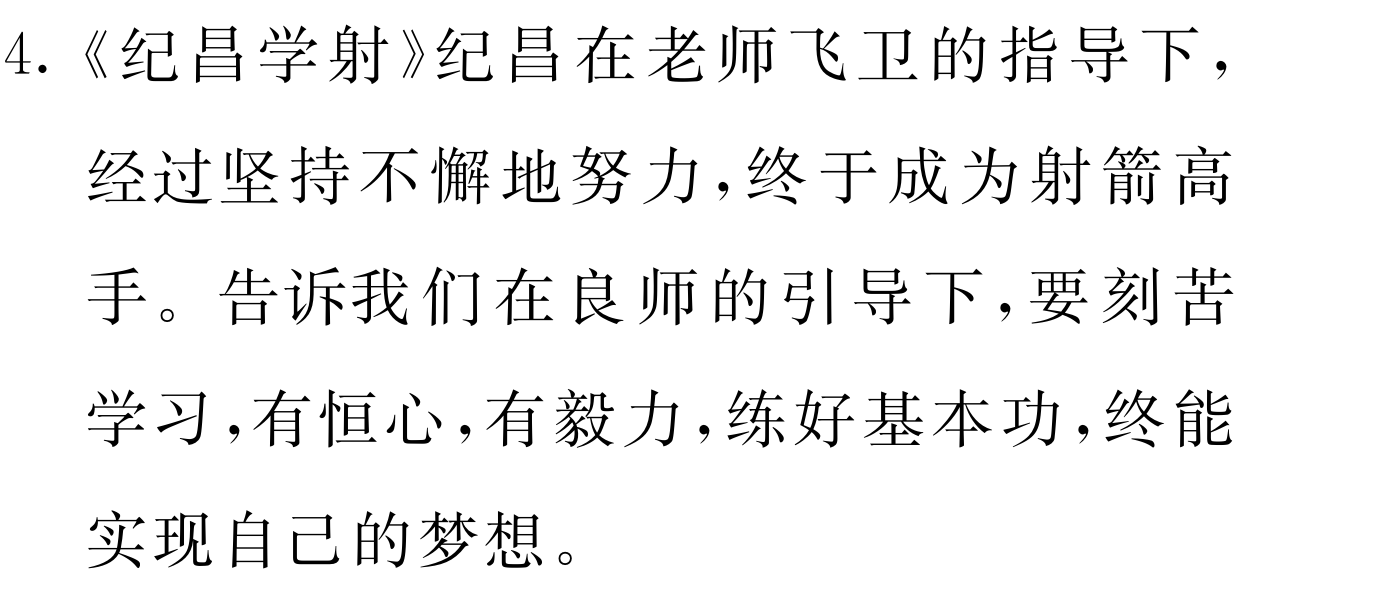 4.《纪昌学射》纪昌在老师飞卫的指导下，
经过坚持不懈地努力，终于成为射箭高
手。告诉我们在良师的引导下，要刻苦
学习，有恒心，有毅力，练好基本功，终能
实现自己的梦想。